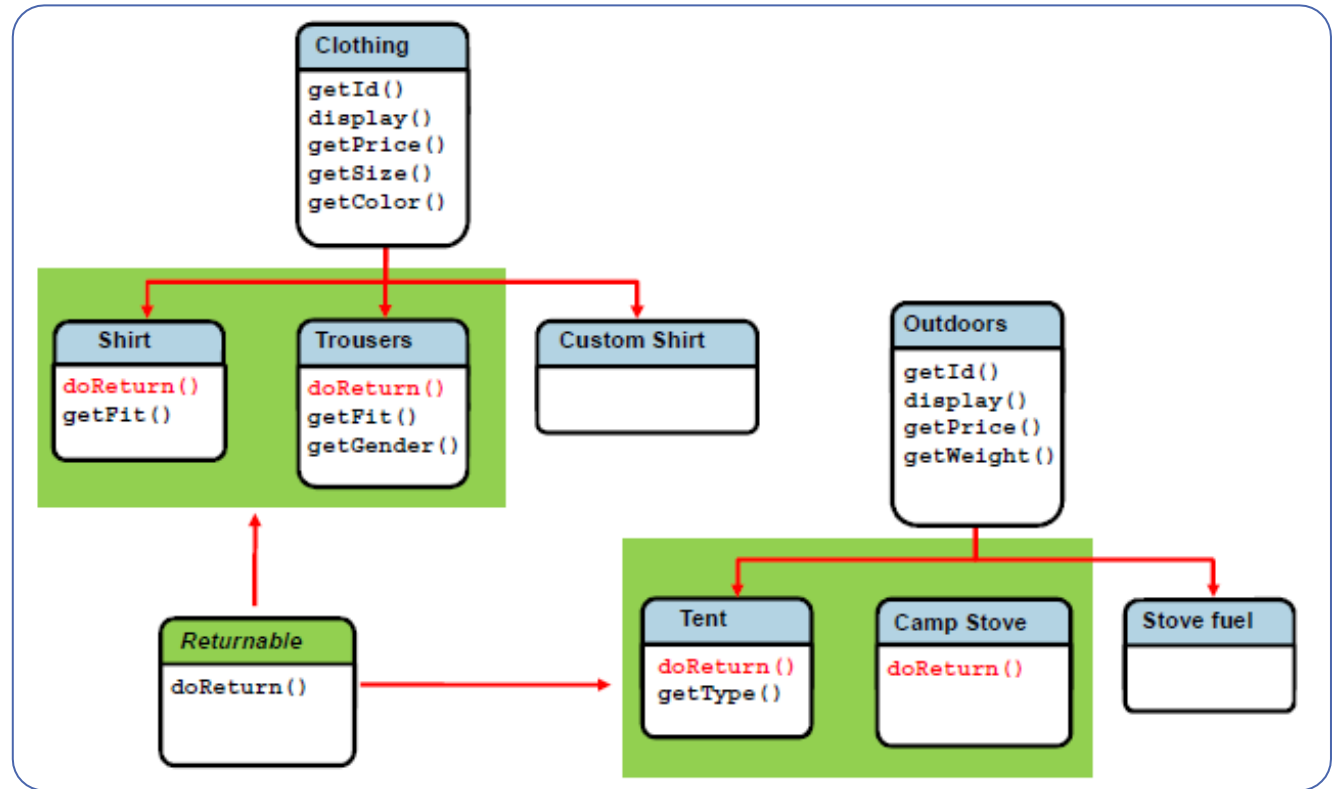 Clothing
getId()
display()
getPrice()
getSize()
getColor()
Shirt
doReturn()
getFit()
Trousers
doReturn()
getFit()
getGender()
Custom Shirt
Outdoors
getId()
display()
getPrice()
getWeight()
Returnable
doReturn()
Tent
doReturn()
getType()
Camp Stove
doReturn()
Stove fuel